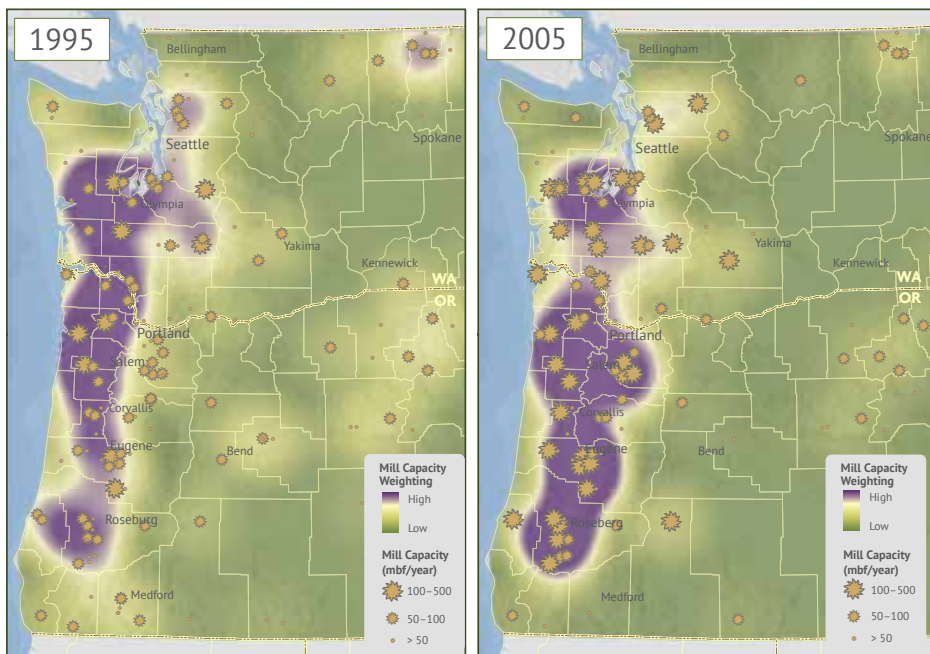 1995
Bellingham
Spokane
Seattle
Olympia
Yakima
Kennewick
WA
OR
Portland
Salem
Corvallis
Eugene
Bend
Roseburg
Medford
Mill Capacity
Weighting
High
Low
Mill Capacity
(mbf/year)
100–500
50–100
> 50
2005
Bellingham
Spokane
Seattle
Olympia
Yakima
Kennewick
WA
OR
Portland
Salem
Corvallis
Eugene
Bend
Roseberg
Medford
Mill Capacity
Weighting
High
Low
Mill Capacity
(mbf/year)
100–500
50–100
> 50